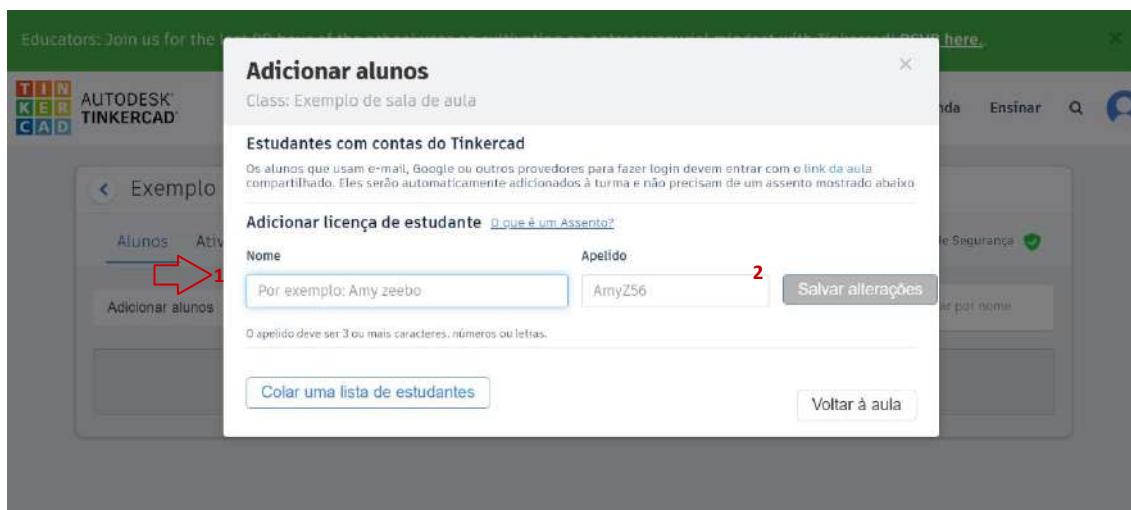 Educators: Join us for the
here.
TIN
KER
CAD
AUTODESK
TINKERCAD
Ensinar
Exemplo
Alunos
de Segurança
Adicionar alunos
por nome
Adicionar alunos
Class: Exemplo de sala de aula
Estudantes com contas do Tinkercad
Os alunos que usam e-mail, Google ou outros provedores para fazer login devem entrar com o link da aula
compartilhado. Eles serão automaticamente adicionados à turma e não precisam de um assento mostrado abaixo
Adicionar licença de estudante O que é um Assento?
Nome Apelido
1 2
Por exemplo: Amy zeebo AmyZ56 Salvar alterações
O apelido deve ser 3 ou mais caracteres, números ou letras.
Colar uma lista de estudantes
Voltar à aula